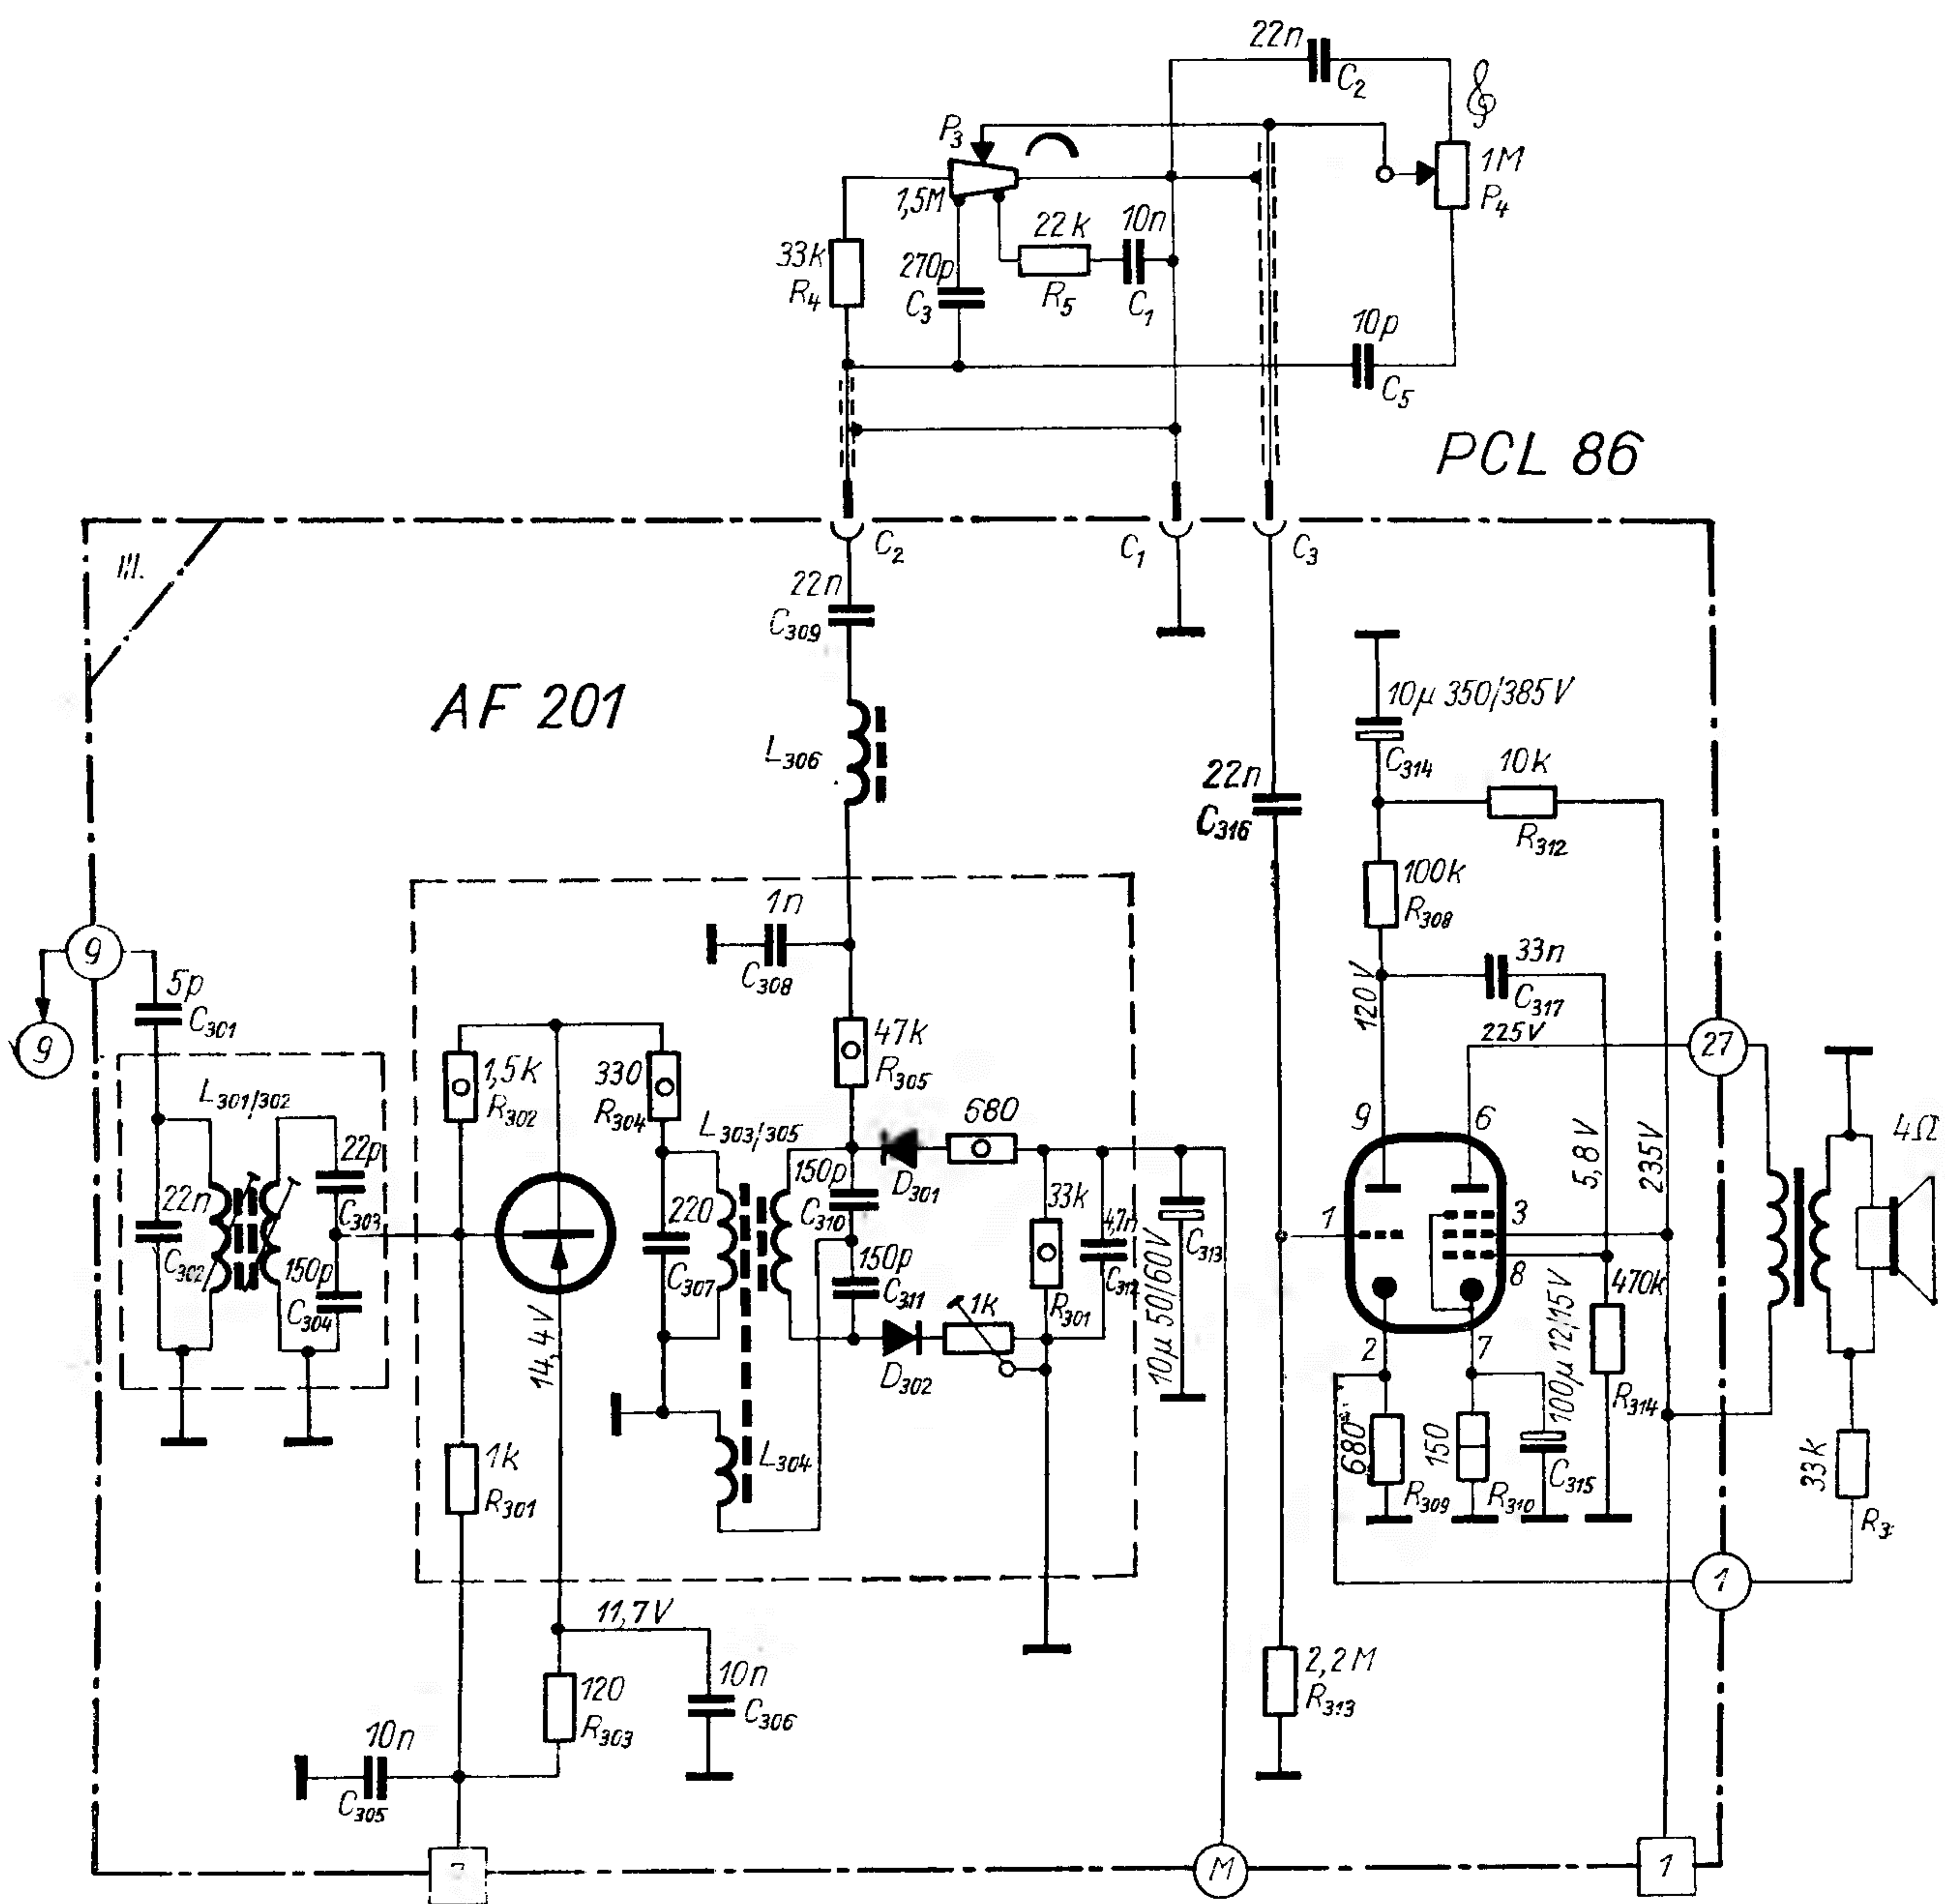 22n
C₂
P₃
1M
P₄
1,5M
22k
10n
33k
R₄
270p
C₃
R₅
C₁
10p
C₅
PCL 86
III.
C₂
C₁
C₃
22n
C₃₀₉
AF 201
10μ 350/385V
L₃₀₆
C₃₁₄
10k
22n
C₃₁₆
R₃₁₂
100k
R₃₀₈
1n
C₃₀₈
9
33n
C₃₁₇
120V
5p
C₃₀₁
225V
9
47k
R₃₀₅
27
1,5k
R₃₀₂
330
R₃₀₄
L₃₀₁/₃₀₂
680
L₃₀₃/₃₀₅
9
6
4Ω
22p
C₃₀₃
150p
C₃₁₀
D₃₀₁
5,8V
235V
22n
C₃₀₂
220
C₃₀₇
33k
4,7n
C₃₁₂
C₃₁₃
1
3
8
150p
C₃₀₄
150p
C₃₁₁
1k
R₃₀₁
470k
14,4V
D₃₀₂
10μ 50/60V
2
7
100μ 12/15V
R₃₁₄
680
R₃₀₉
150
R₃₁₀
C₃₁₅
L₃₀₄
1k
R₃₀₁
33k
1
11,7V
120
R₃₀₃
10n
C₃₀₆
2,2M
R₃₁₃
10n
C₃₀₅
M
1